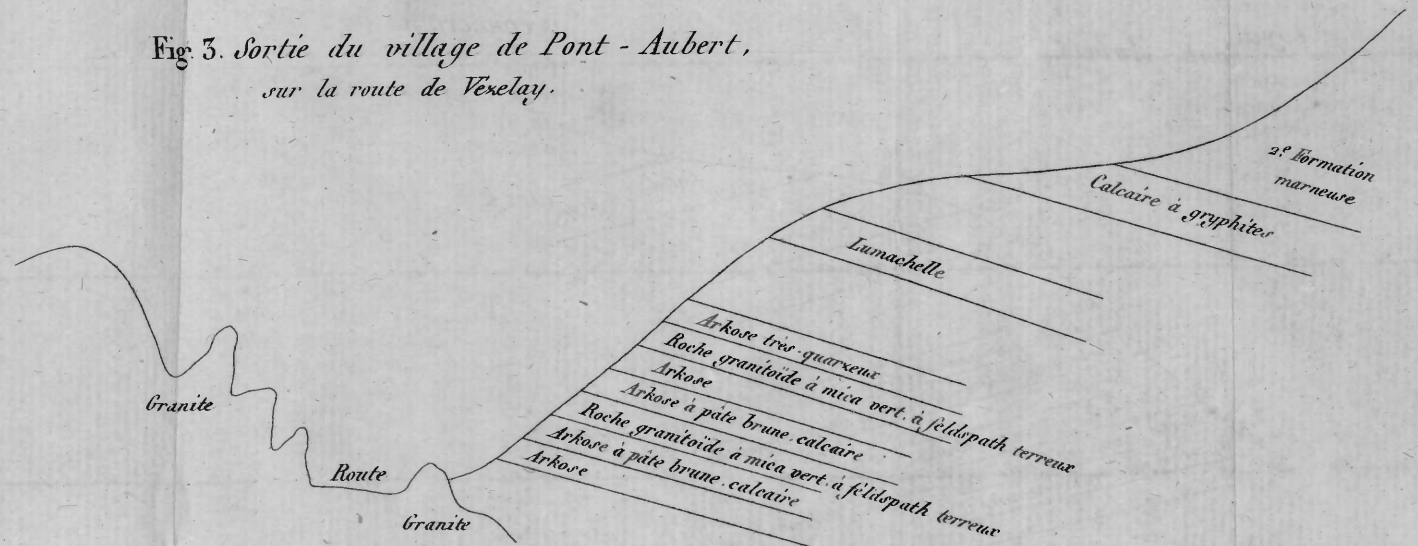 Fig. 3. Sortie du village de Pont - Aubert,
sur la route de Vezelay.
2e. Formation
marneuse
Calcaire à gryphites
Lumachelle
Arkose très-quarzeux
Roche granitoïde à mica vert. à feldspath terreux
Arkose
Arkose à pâte brune. calcaire
Roche granitoïde à mica vert. à feldspath terreux
Arkose à pâte brune. calcaire
Arkose
Granite
Route
Granite